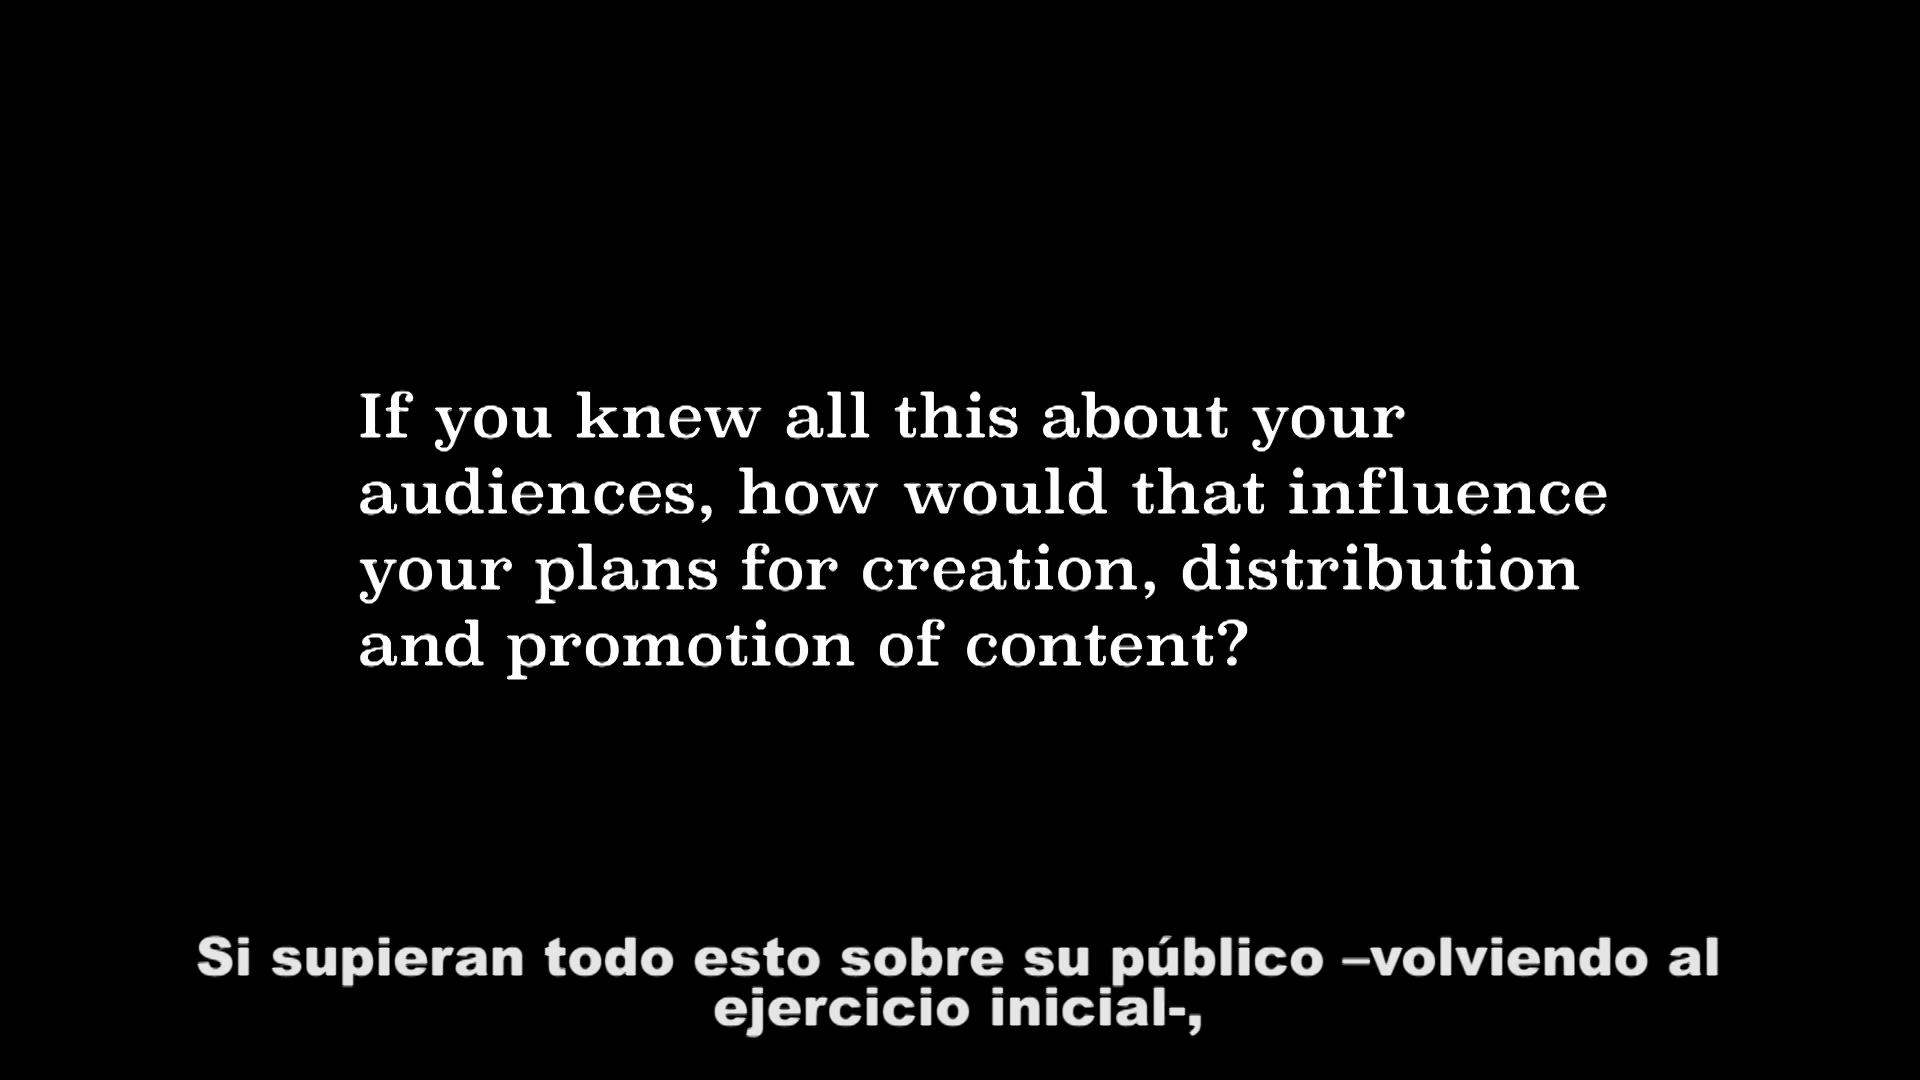 If you knew all this about your
audiences, how would that influence
your plans for creation, distribution
and promotion of content?
Si supieran todo esto sobre su público –volviendo al
ejercicio inicial-,